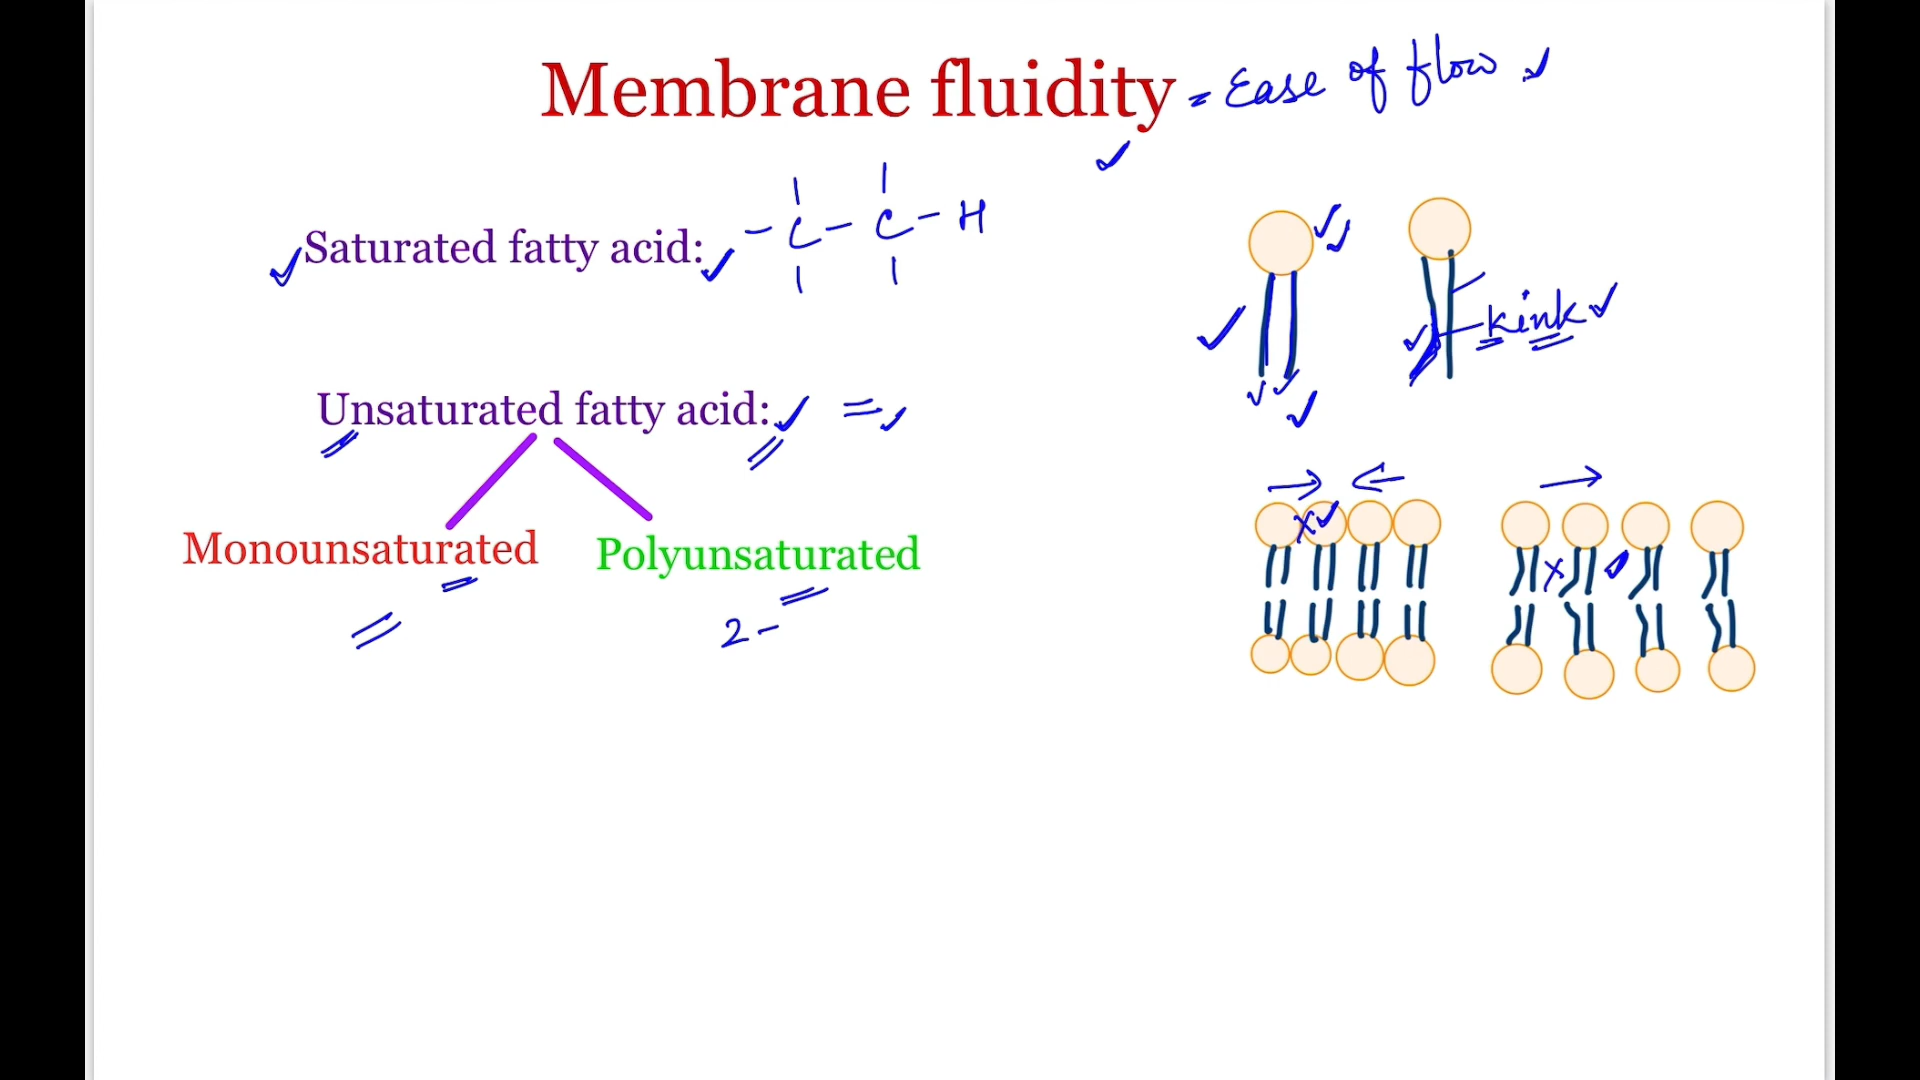 Membrane fluidity = Ease of flow
Saturated fatty acid: - C - C - H
kink
Unsaturated fatty acid: =
Monounsaturated Polyunsaturated
2 -